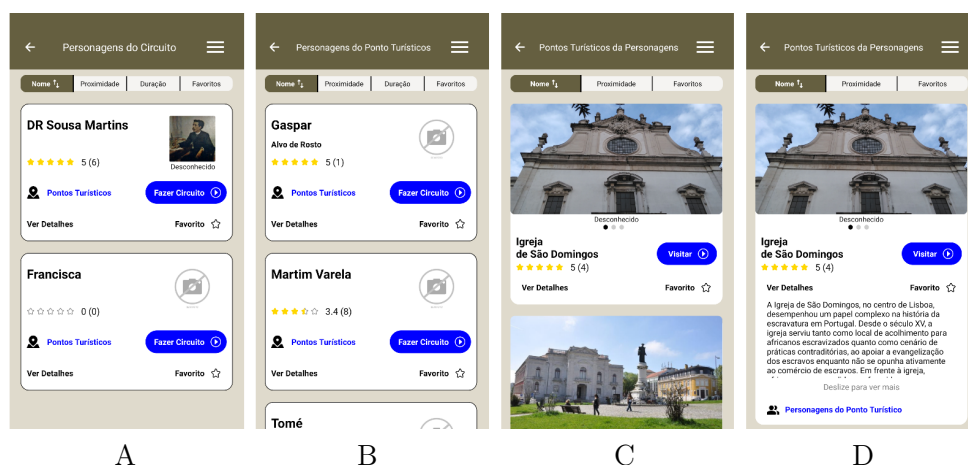 Personagens do Circuito
Nome Proximidade Duração Favoritos
DR Sousa Martins
5 (6)
Desconhecido
Pontos Turísticos
Fazer Circuito
Ver Detalhes
Favorito
Francisca
0 (0)
Pontos Turísticos
Fazer Circuito
Ver Detalhes
Favorito
A
Personagens do Ponto Turísticos
Nome Proximidade Duração Favoritos
Gaspar
Alvo de Rosto
5 (1)
Pontos Turísticos
Fazer Circuito
Ver Detalhes
Favorito
Martim Varela
3.4 (8)
Pontos Turísticos
Fazer Circuito
Ver Detalhes
Favorito
Tomé
B
Pontos Turísticos da Personagens
Nome Proximidade Favoritos
Desconhecido
Igreja
de São Domingos
5 (4)
Visitar
Ver Detalhes
Favorito
C
Pontos Turísticos da Personagens
Nome Proximidade Favoritos
Desconhecido
Igreja
de São Domingos
5 (4)
Visitar
Ver Detalhes
Favorito
A Igreja de São Domingos, no centro de Lisboa,
desempenhou um papel complexo na história da
escravatura em Portugal. Desde o século XV, a
igreja serviu tanto como local de acolhimento para
africanos escravizados quanto como cenário de
práticas contraditórias, ao apoiar a evangelização
dos escravos enquanto não se opunha ativamente
ao comércio de escravos. Em frente à igreja,
Deslize para ver mais
Personagens do Ponto Turístico
D